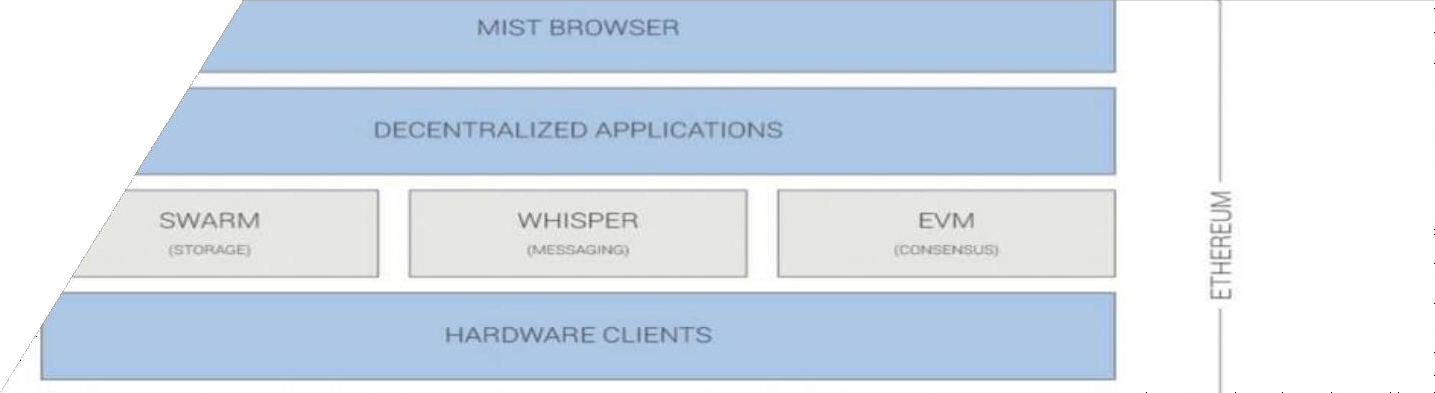 MIST BROWSER
DECENTRALIZED APPLICATIONS
SWARM
(STORAGE)
WHISPER
(MESSAGING)
EVM
(CONSENSUS)
HARDWARE CLIENTS
ETHEREUM